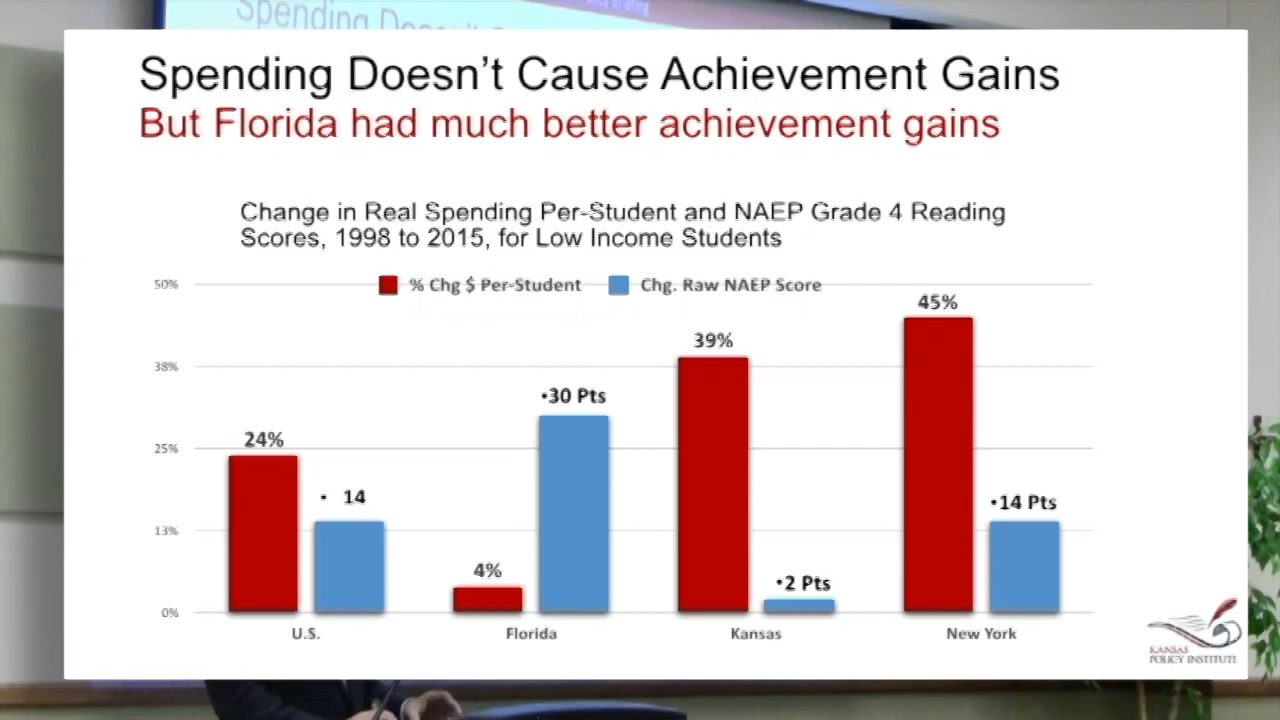 Spending Doesn't
Spending Doesn’t Cause Achievement Gains
But Florida had much better achievement gains
Change in Real Spending Per-Student and NAEP Grade 4 Reading
Scores, 1998 to 2015, for Low Income Students
% Chg $ Per-Student
Chg. Raw NAEP Score
50%
38%
25%
13%
0%
24%
• 14
4%
•30 Pts
39%
•2 Pts
45%
•14 Pts
U.S.
Florida
Kansas
New York
KANSAS
POLICY INSTITUTE